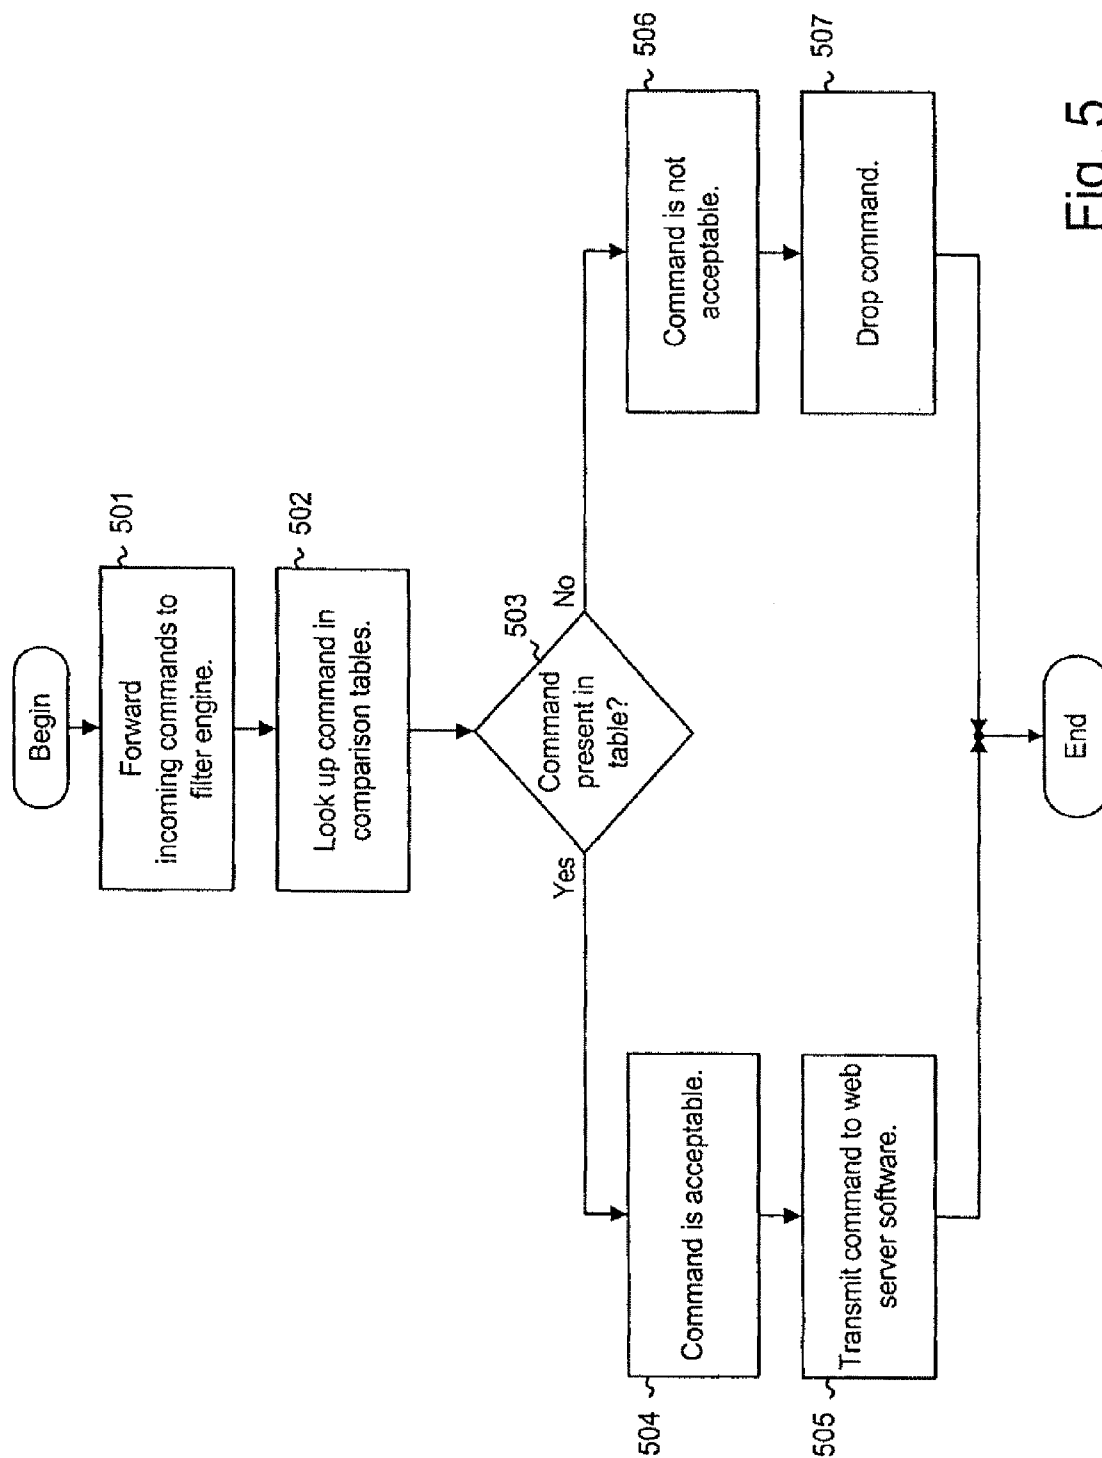 Begin
501
Forward
incoming commands to
filter engine.
502
Look up command in
comparison tables.
503
Command
present in
table?
Yes
No
504
Command is acceptable.
505
Transmit command to web
server software.
506
Command is not
acceptable.
507
Drop command.
End
Fig. 5